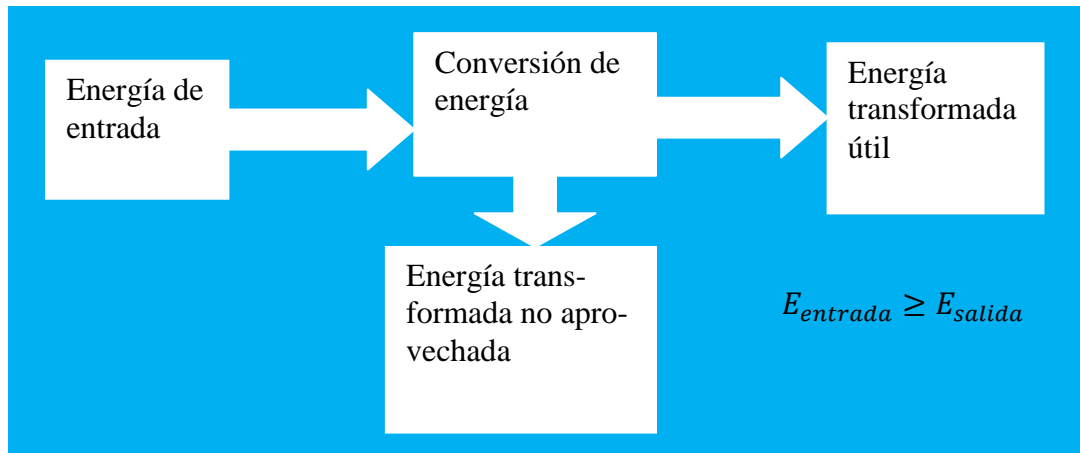 Energía de
entrada
Conversión de
energía
Energía
transformada
útil
Energía trans-
formada no apro-
vechada
E_entrada ≥ E_salida